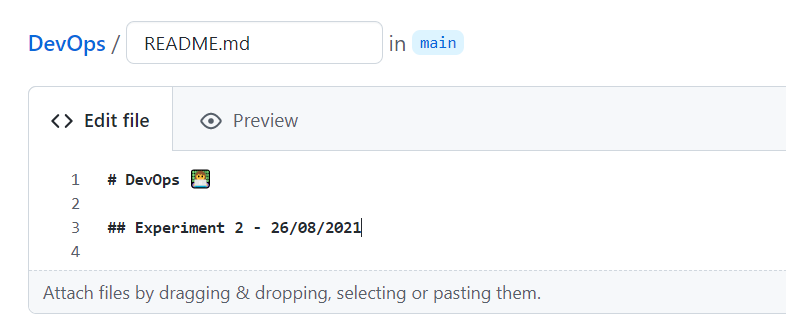 DevOps / README.md in main
<> Edit file Preview
1 # DevOps 👨‍💻
2
3 ## Experiment 2 - 26/08/2021
4
Attach files by dragging & dropping, selecting or pasting them.